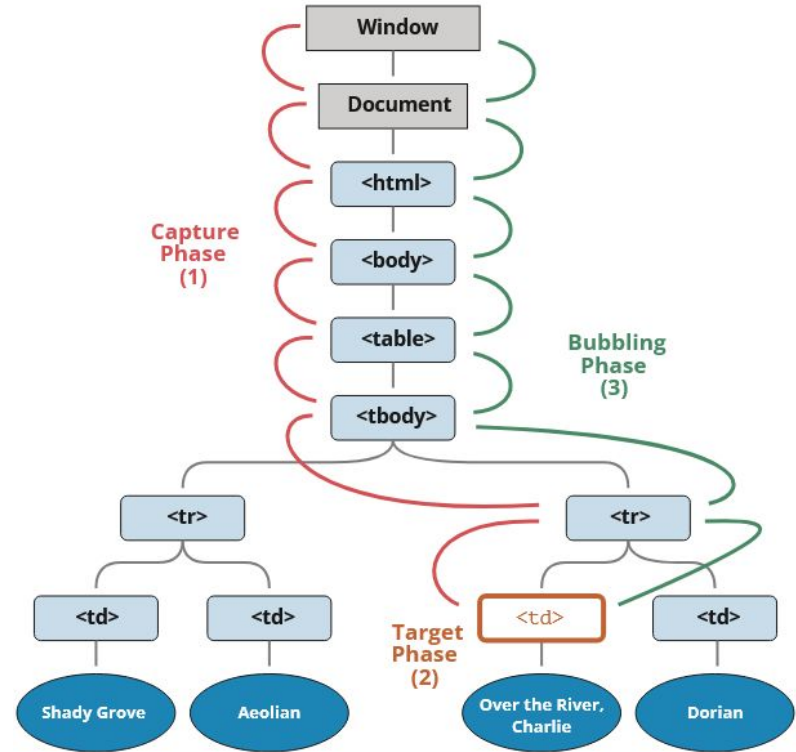 Window
Document
<html>
Capture
Phase
(1)
<body>
<table>
Bubbling
Phase
(3)
<tbody>
<tr>
<tr>
<td>
<td>
<td>
<td>
Target
Phase
(2)
Shady Grove
Aeolian
Over the River,
Charlie
Dorian